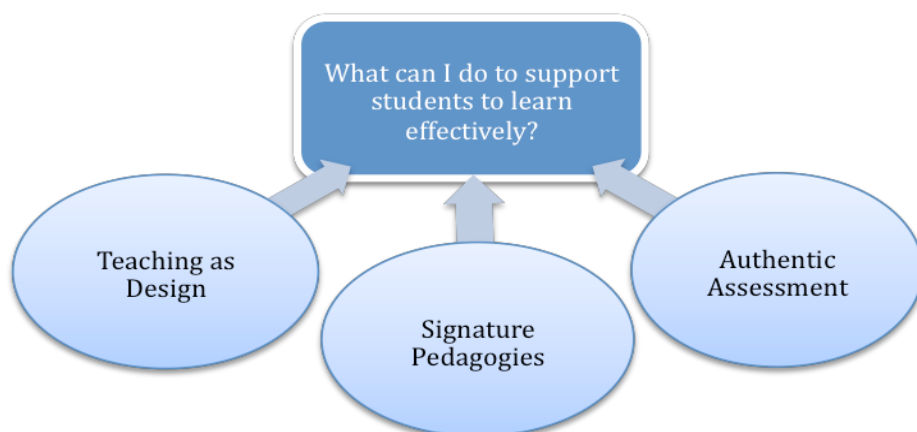 What can I do to support
students to learn
effectively?
Teaching as
Design
Signature
Pedagogies
Authentic
Assessment